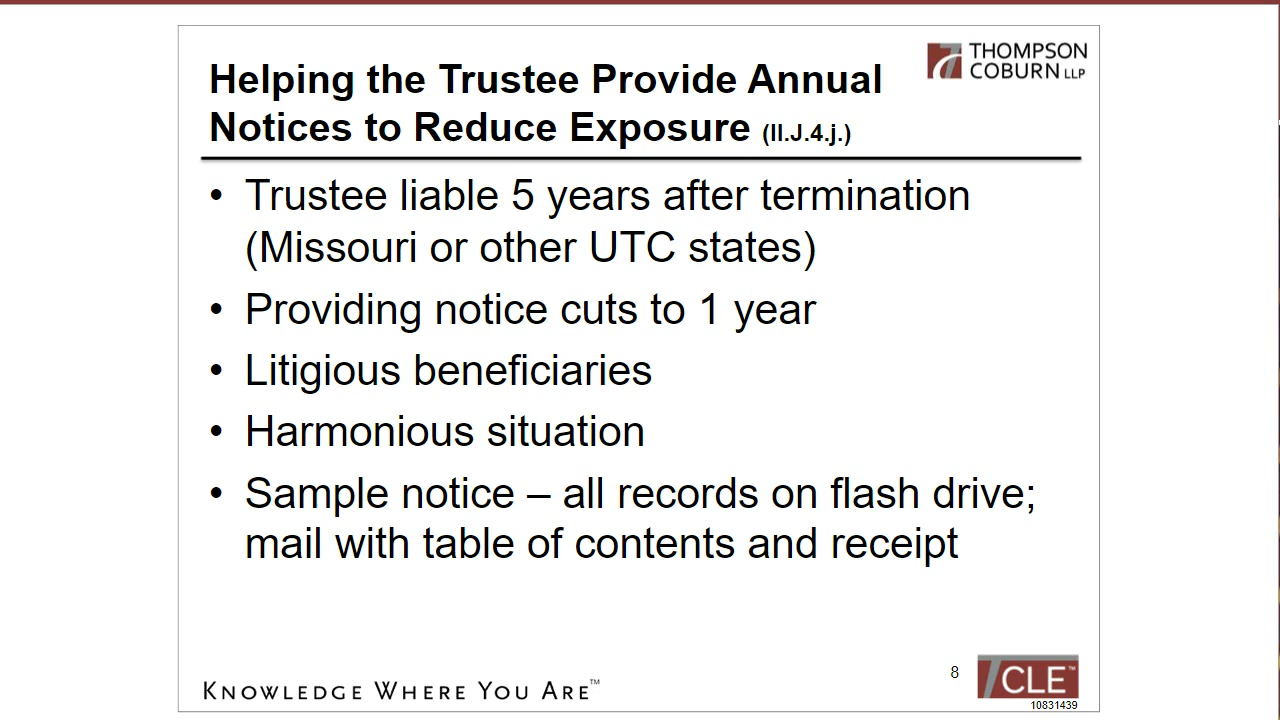 THOMPSON
COBURN LLP
Helping the Trustee Provide Annual
Notices to Reduce Exposure (II.J.4.j.)
• Trustee liable 5 years after termination
(Missouri or other UTC states)
• Providing notice cuts to 1 year
• Litigious beneficiaries
• Harmonious situation
• Sample notice – all records on flash drive;
mail with table of contents and receipt
KNOWLEDGE WHERE YOU ARE™
8
TCLE™
10831439